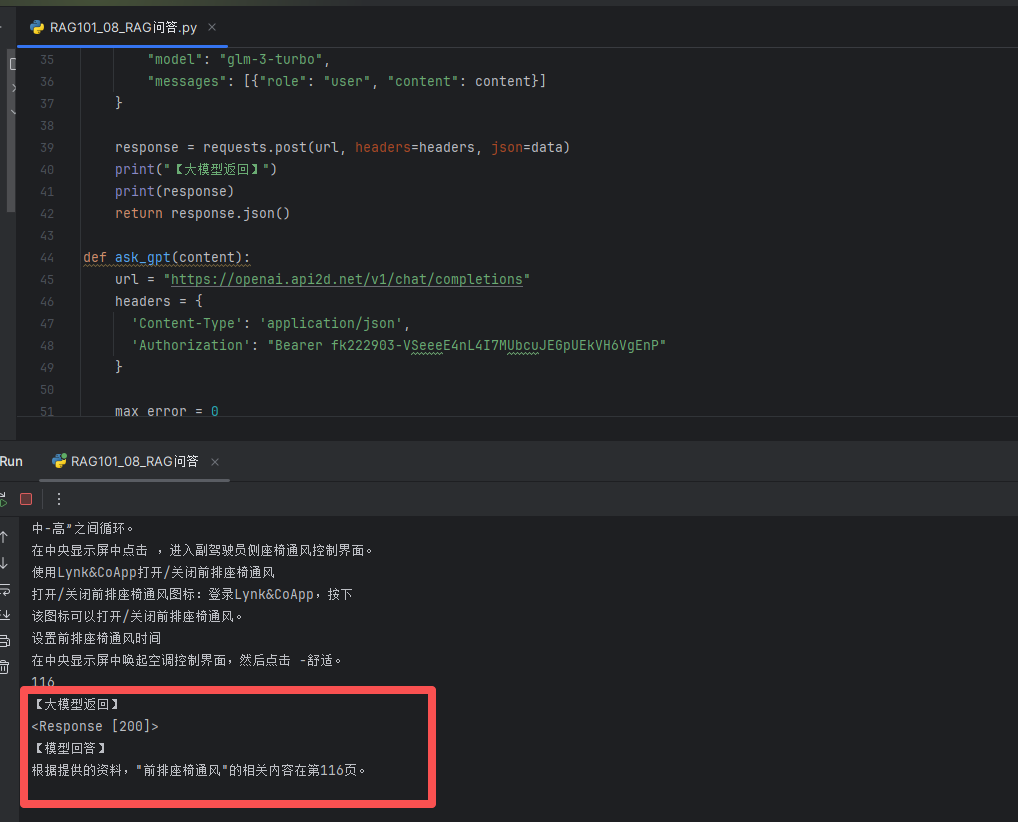 RAG101_08_RAG问答.py
35 "model": "glm-3-turbo",
36 "messages": [{"role": "user", "content": content}]
37 }
38
39 response = requests.post(url, headers=headers, json=data)
40 print("【大模型返回】")
41 print(response)
42 return response.json()
43
44 def ask_gpt(content):
45 url = "https://openai.api2d.net/v1/chat/completions"
46 headers = {
47 'Content-Type': 'application/json',
48 'Authorization': "Bearer fk222903-VSeeeE4nL4I7MUbcuJEGpUEkVH6VgEnP"
49 }
50
51 max_error = 0
Run RAG101_08_RAG问答
中-高”之间循环。
在中央显示屏中点击 ，进入副驾驶员侧座椅通风控制界面。
使用Lynk&CoApp打开/关闭前排座椅通风
打开/关闭前排座椅通风图标：登录Lynk&CoApp，按下
该图标可以打开/关闭前排座椅通风。
设置前排座椅通风时间
在中央显示屏中唤起空调控制界面，然后点击 -舒适。
116
【大模型返回】
<Response [200]>
【模型回答】
根据提供的资料，"前排座椅通风"的相关内容在第116页。